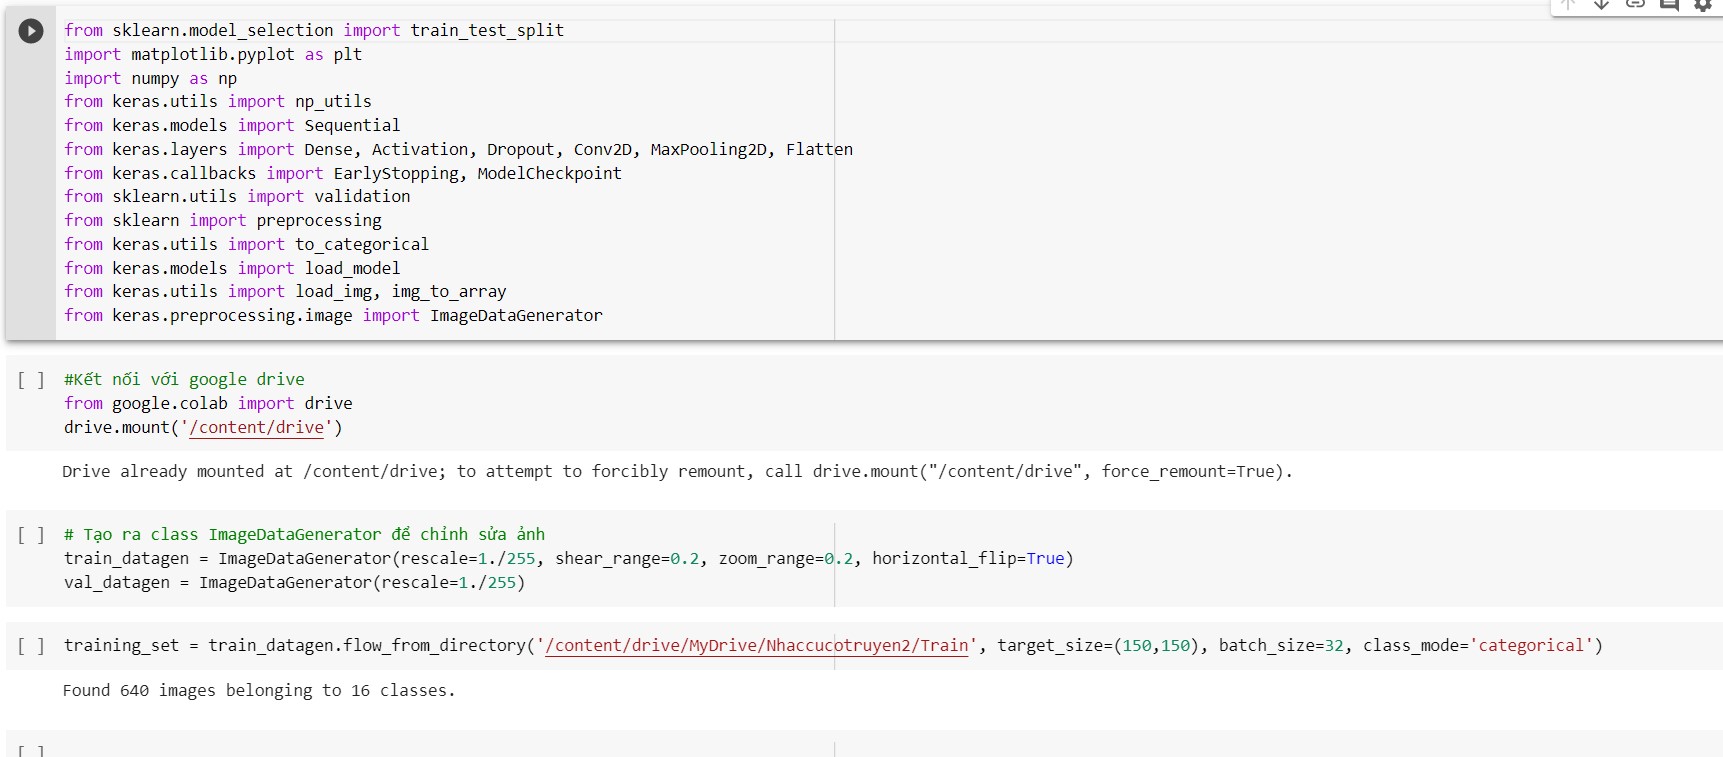 from sklearn.model_selection import train_test_split
import matplotlib.pyplot as plt
import numpy as np
from keras.utils import np_utils
from keras.models import Sequential
from keras.layers import Dense, Activation, Dropout, Conv2D, MaxPooling2D, Flatten
from keras.callbacks import EarlyStopping, ModelCheckpoint
from sklearn.utils import validation
from sklearn import preprocessing
from keras.utils import to_categorical
from keras.models import load_model
from keras.utils import load_img, img_to_array
from keras.preprocessing.image import ImageDataGenerator
[ ] #Kết nối với google drive
from google.colab import drive
drive.mount('/content/drive')
Drive already mounted at /content/drive; to attempt to forcibly remount, call drive.mount("/content/drive", force_remount=True).
[ ] # Tạo ra class ImageDataGenerator để chỉnh sửa ảnh
train_datagen = ImageDataGenerator(rescale=1./255, shear_range=0.2, zoom_range=0.2, horizontal_flip=True)
val_datagen = ImageDataGenerator(rescale=1./255)
[ ] training_set = train_datagen.flow_from_directory('/content/drive/MyDrive/Nhaccucotruyen2/Train', target_size=(150,150), batch_size=32, class_mode='categorical')
Found 640 images belonging to 16 classes.
[ ]